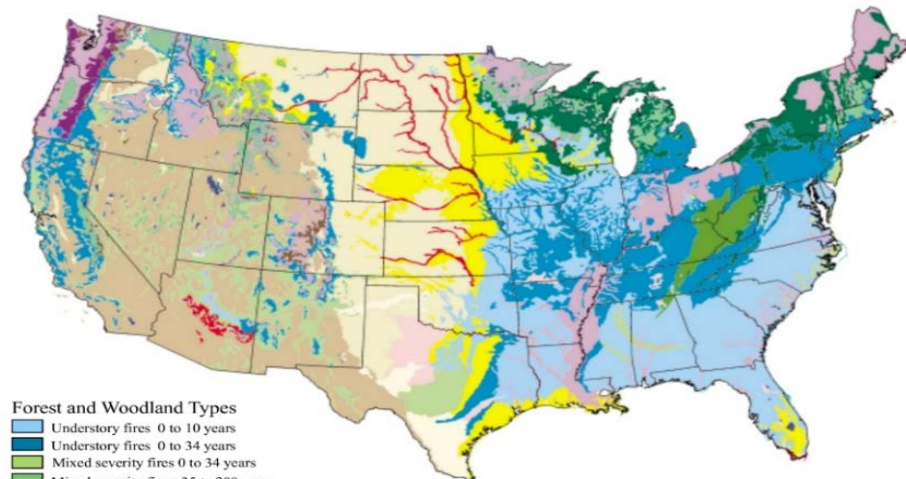 Forest and Woodland Types
Understory fires 0 to 10 years
Understory fires 0 to 34 years
Mixed severity fires 0 to 34 years